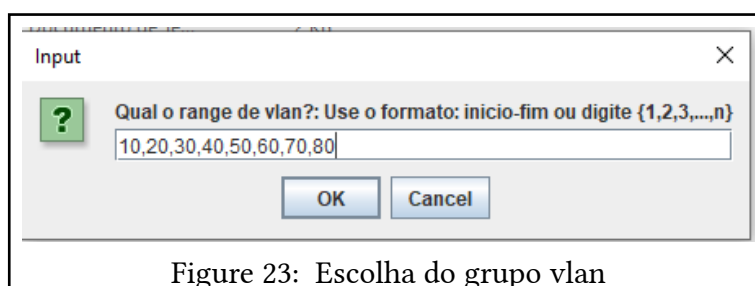 Input
?
Qual o range de vlan?: Use o formato: inicio-fim ou digite {1,2,3,...,n}
10,20,30,40,50,60,70,80
OK Cancel
Figure 23: Escolha do grupo vlan